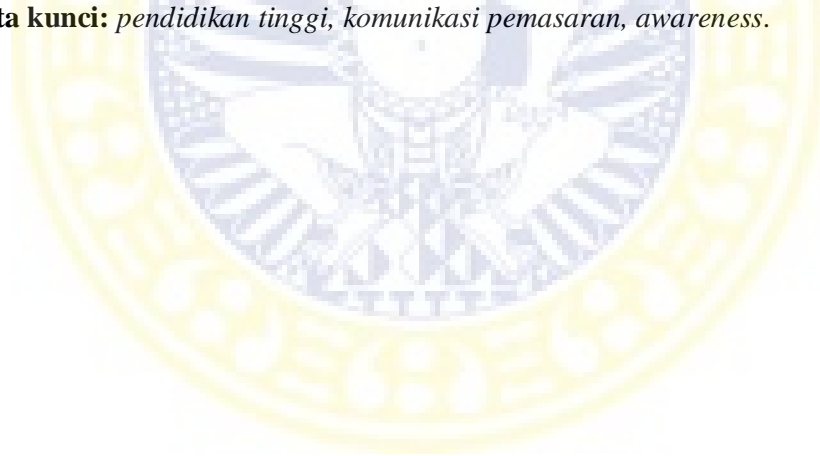 ta kunci: pendidikan tinggi, komunikasi pemasaran, awareness.